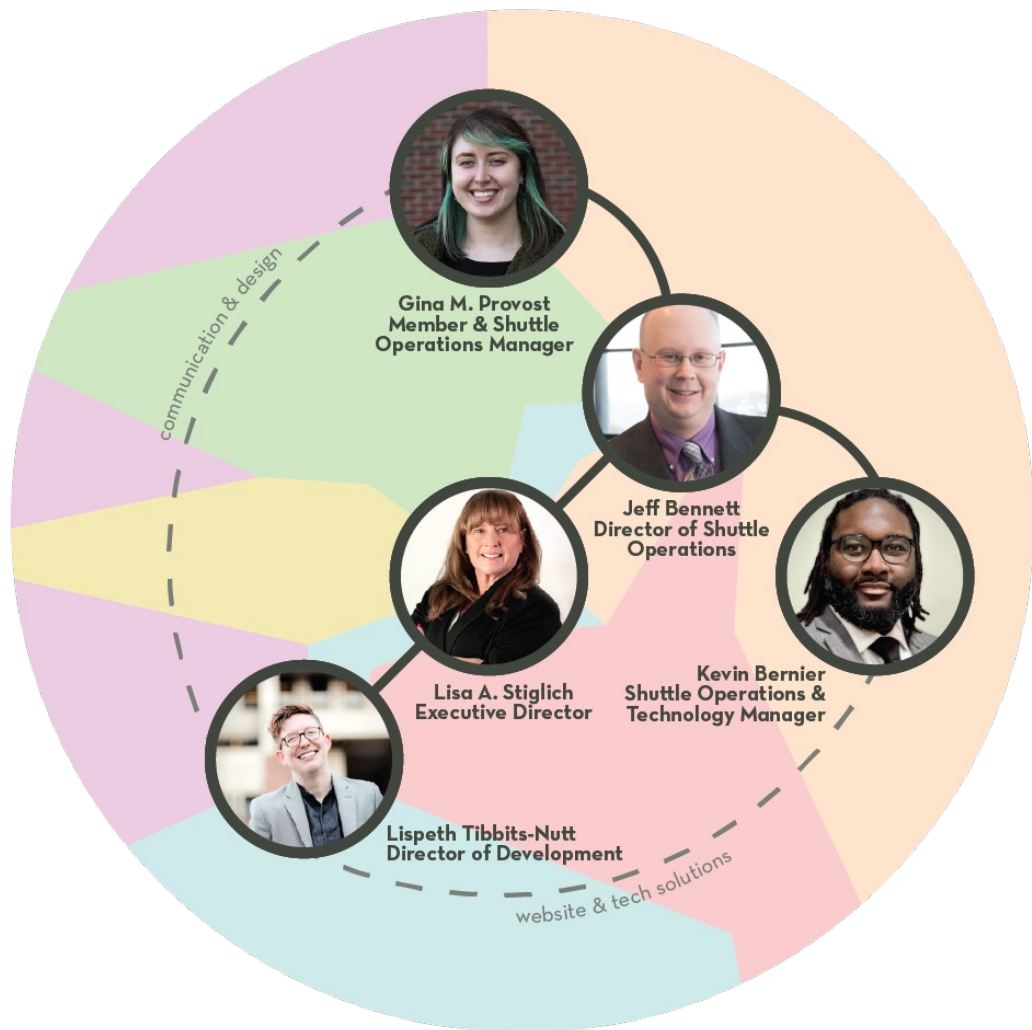 communication & design
Gina M. Provost
Member & Shuttle
Operations Manager
Jeff Bennett
Director of Shuttle
Operations
Lisa A. Stiglich
Executive Director
Kevin Bernier
Shuttle Operations &
Technology Manager
Lispeth Tibbits-Nutt
Director of Development
website & tech solutions